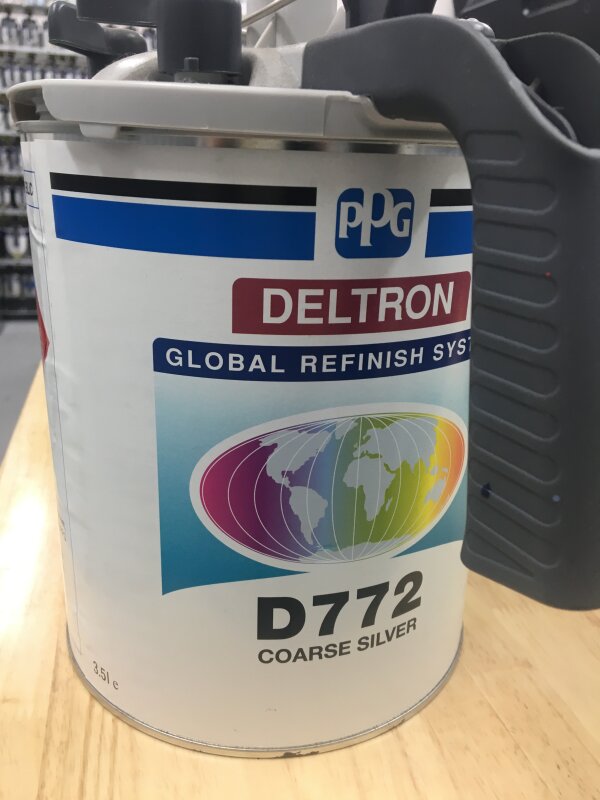 PPG
DELTRON
GLOBAL REFINISH SYST
D772
COARSE SILVER
3.5l e